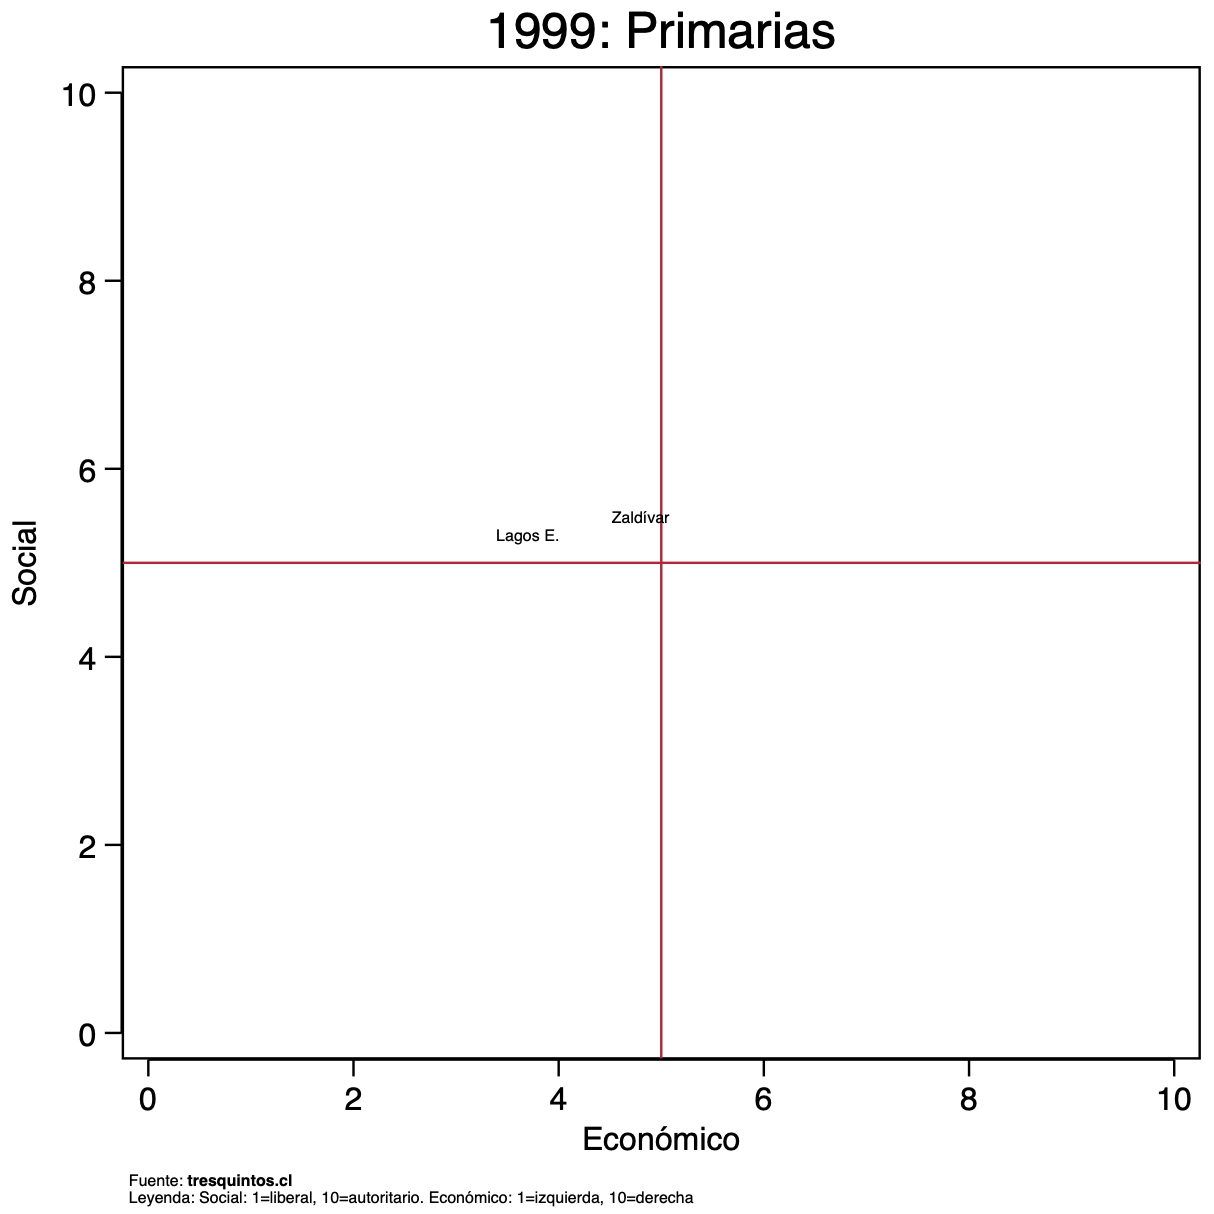 1999: Primarias
10
8
6
4
2
0
Social
Zaldívar
Lagos E.
0 2 4 6 8 10
Económico
Fuente: tresquintos.cl
Leyenda: Social: 1=liberal, 10=autoritario. Económico: 1=izquierda, 10=derecha